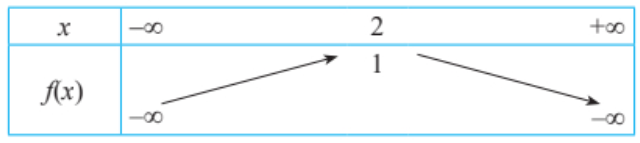 x −∞ 2 +∞
1
f(x)
−∞ −∞